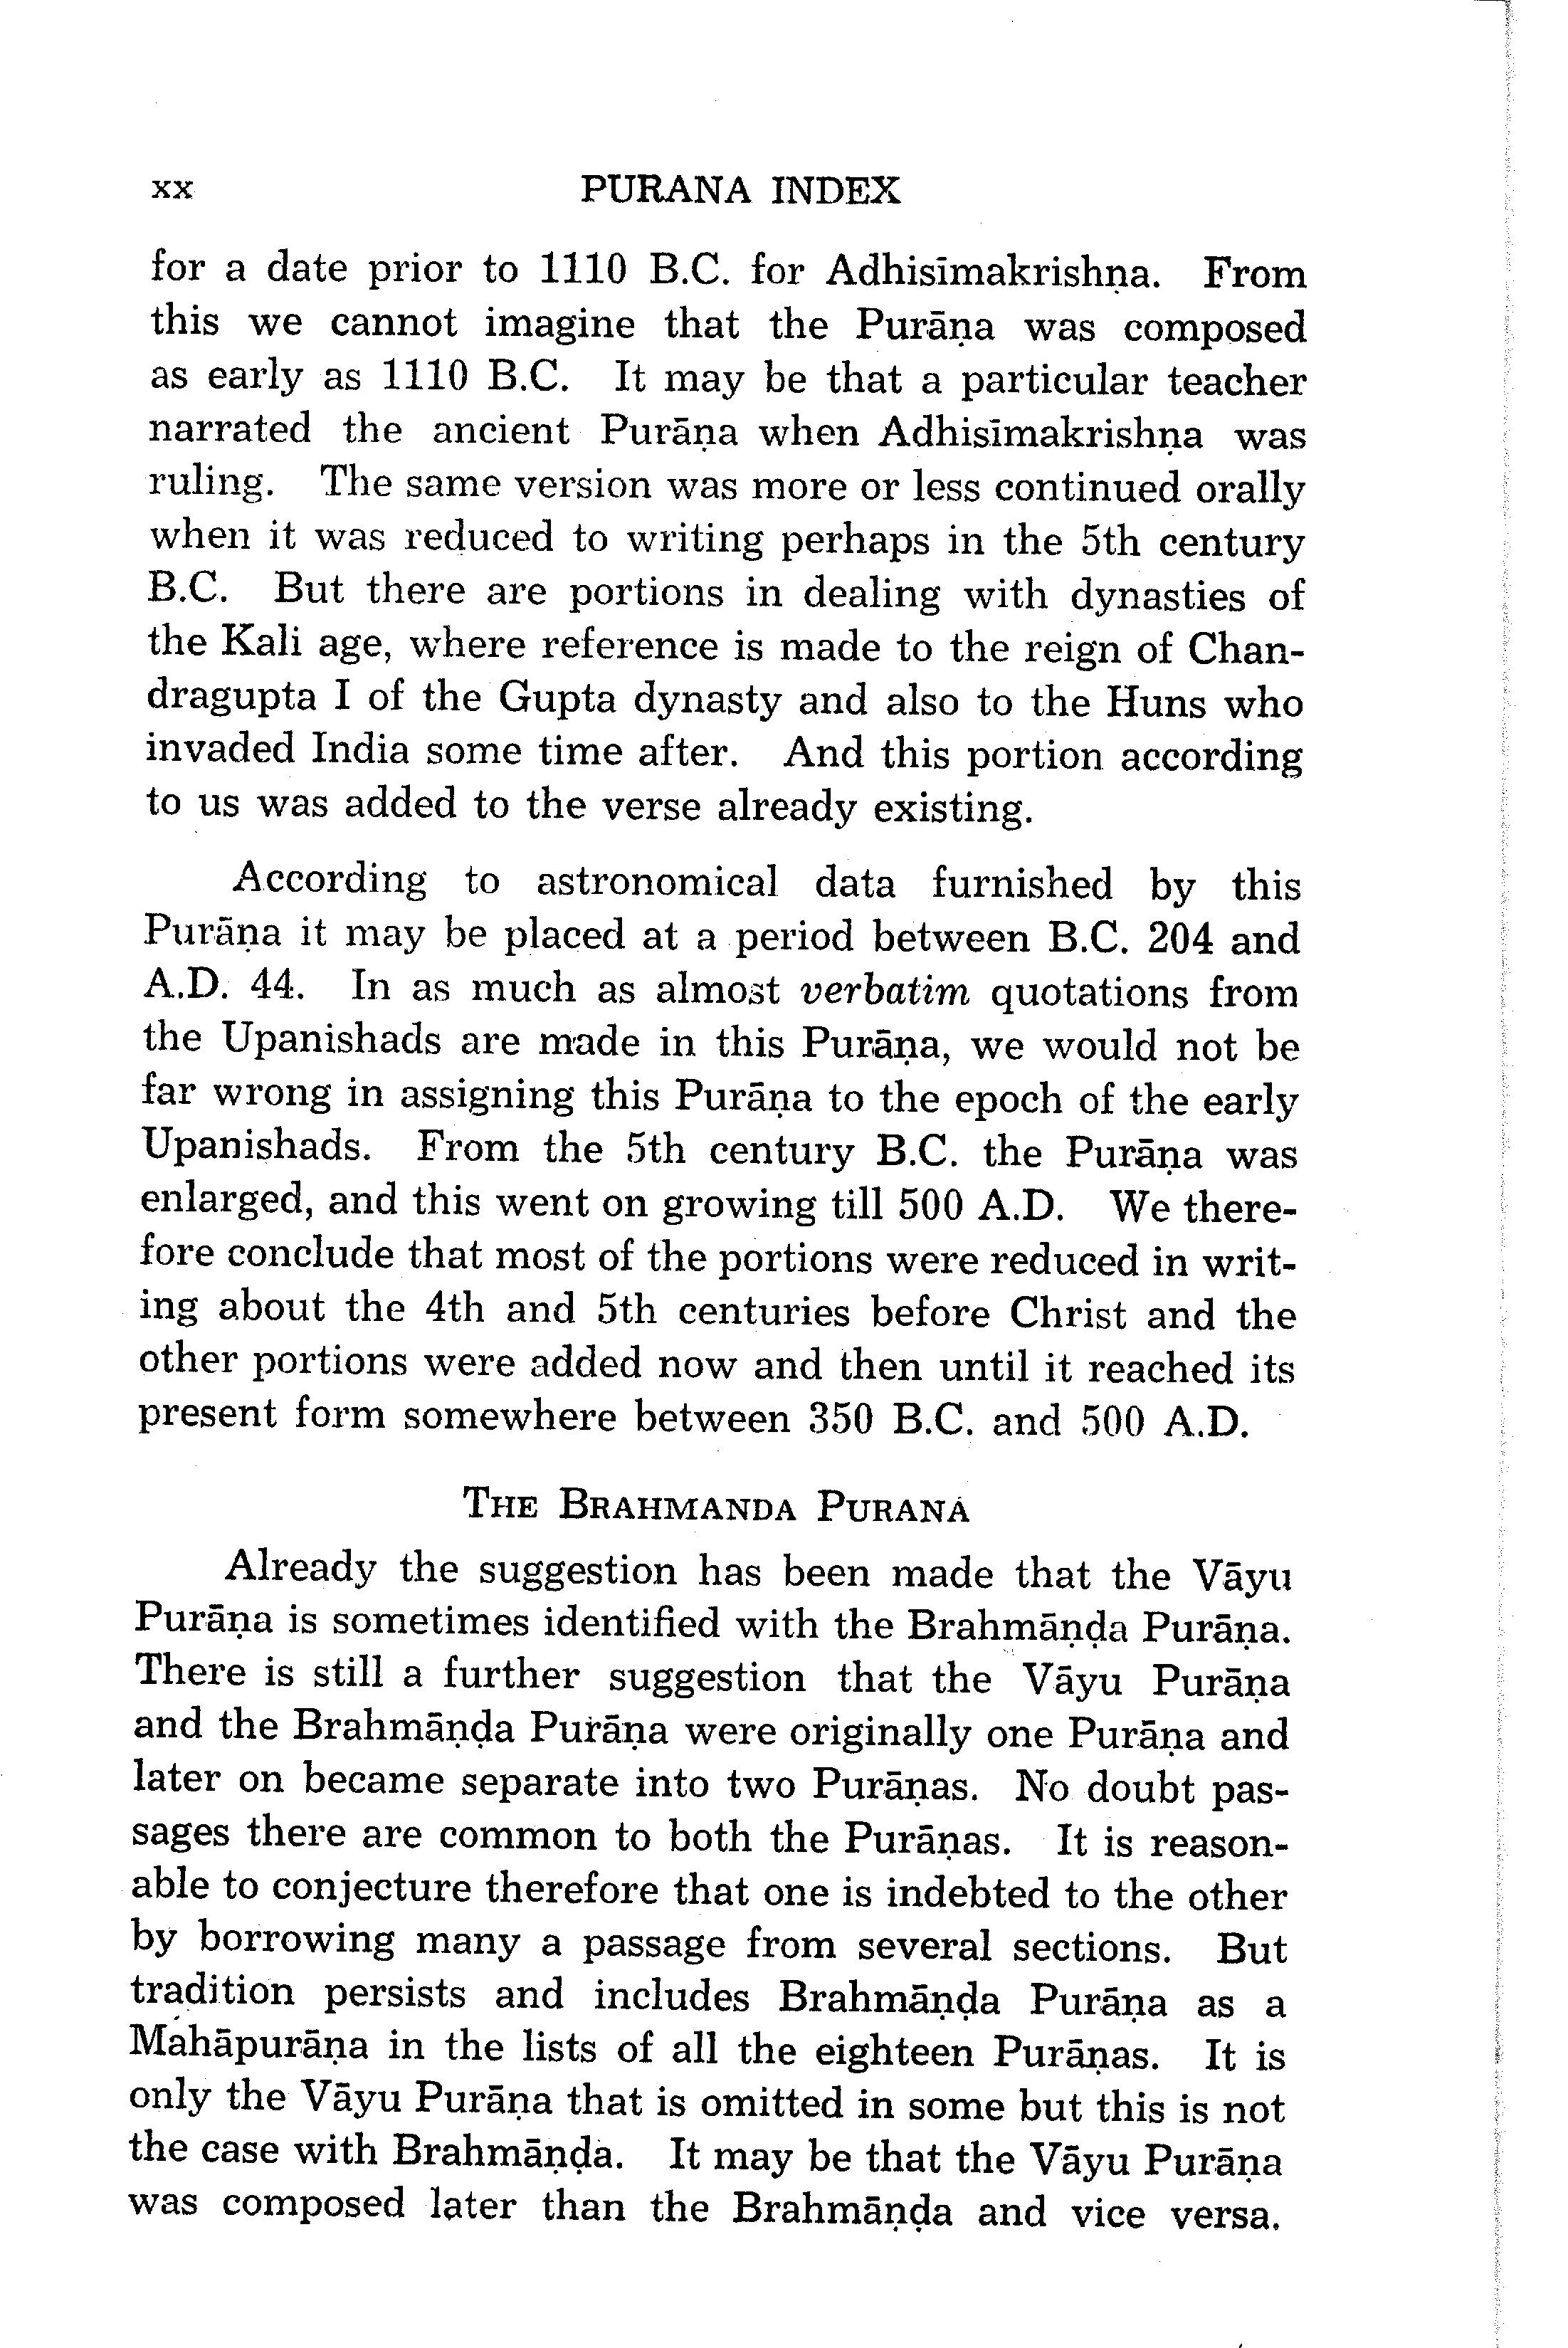 xx PURANA INDEX
for a date prior to 1110 B.C. for Adhisīmakrishṇa. From
this we cannot imagine that the Purāṇa was composed
as early as 1110 B.C. It may be that a particular teacher
narrated the ancient Purāṇa when Adhisīmakrishṇa was
ruling. The same version was more or less continued orally
when it was reduced to writing perhaps in the 5th century
B.C. But there are portions in dealing with dynasties of
the Kali age, where reference is made to the reign of Chan-
dragupta I of the Gupta dynasty and also to the Huns who
invaded India some time after. And this portion according
to us was added to the verse already existing.
According to astronomical data furnished by this
Purāṇa it may be placed at a period between B.C. 204 and
A.D. 44. In as much as almost verbatim quotations from
the Upanishads are made in this Purāṇa, we would not be
far wrong in assigning this Purāṇa to the epoch of the early
Upanishads. From the 5th century B.C. the Purāṇa was
enlarged, and this went on growing till 500 A.D. We there-
fore conclude that most of the portions were reduced in writ-
ing about the 4th and 5th centuries before Christ and the
other portions were added now and then until it reached its
present form somewhere between 350 B.C. and 500 A.D.
THE BRAHMANDA PURANA
Already the suggestion has been made that the Vāyu
Purāṇa is sometimes identified with the Brahmāṇḍa Purāṇa.
There is still a further suggestion that the Vāyu Purāṇa
and the Brahmāṇḍa Purāṇa were originally one Purāṇa and
later on became separate into two Purāṇas. No doubt pas-
sages there are common to both the Purāṇas. It is reason-
able to conjecture therefore that one is indebted to the other
by borrowing many a passage from several sections. But
tradition persists and includes Brahmāṇḍa Purāṇa as a
Mahāpurāṇa in the lists of all the eighteen Purāṇas. It is
only the Vāyu Purāṇa that is omitted in some but this is not
the case with Brahmāṇḍa. It may be that the Vāyu Purāṇa
was composed later than the Brahmāṇḍa and vice versa.